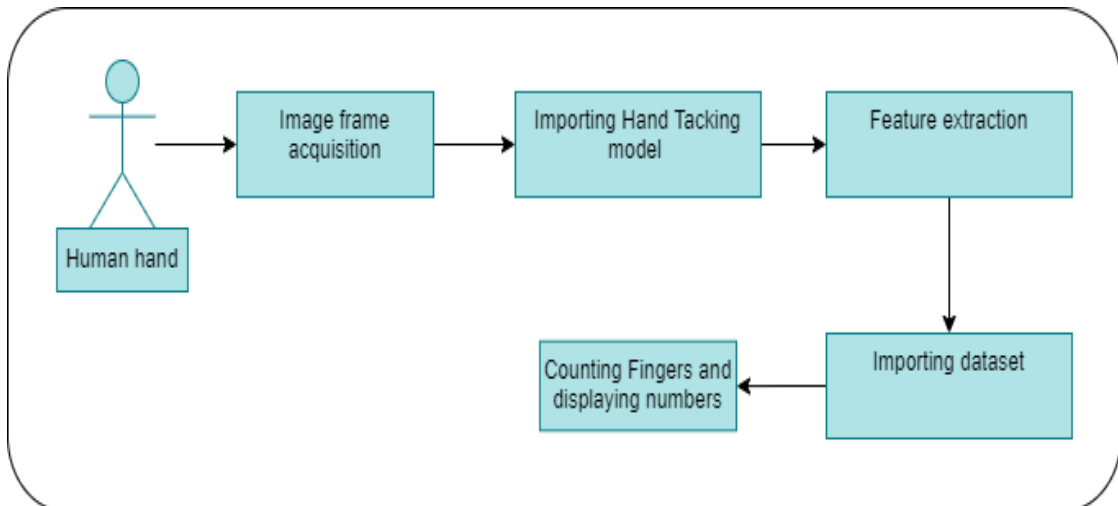 Human hand
Image frame
acquisition
Importing Hand Tacking
model
Feature extraction
Importing dataset
Counting Fingers and
displaying numbers